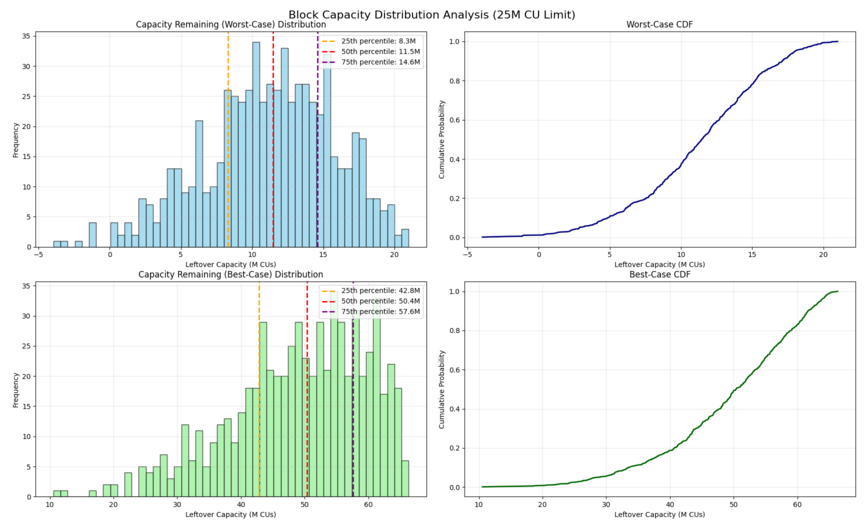 Block Capacity Distribution Analysis (25M CU Limit)
Capacity Remaining (Worst-Case) Distribution
35
30
25
20
15
10
5
0
Frequency
25th percentile: 8.3M
50th percentile: 11.5M
75th percentile: 14.6M
−5
0
5
10
15
20
Leftover Capacity (M CUs)
Worst-Case CDF
1.0
0.8
0.6
0.4
0.2
0.0
Cumulative Probability
−5
0
5
10
15
20
Leftover Capacity (M CUs)
Capacity Remaining (Best-Case) Distribution
35
30
25
20
15
10
5
0
Frequency
25th percentile: 42.8M
50th percentile: 50.4M
75th percentile: 57.6M
10
20
30
40
50
60
Leftover Capacity (M CUs)
Best-Case CDF
1.0
0.8
0.6
0.4
0.2
0.0
Cumulative Probability
10
20
30
40
50
60
Leftover Capacity (M CUs)